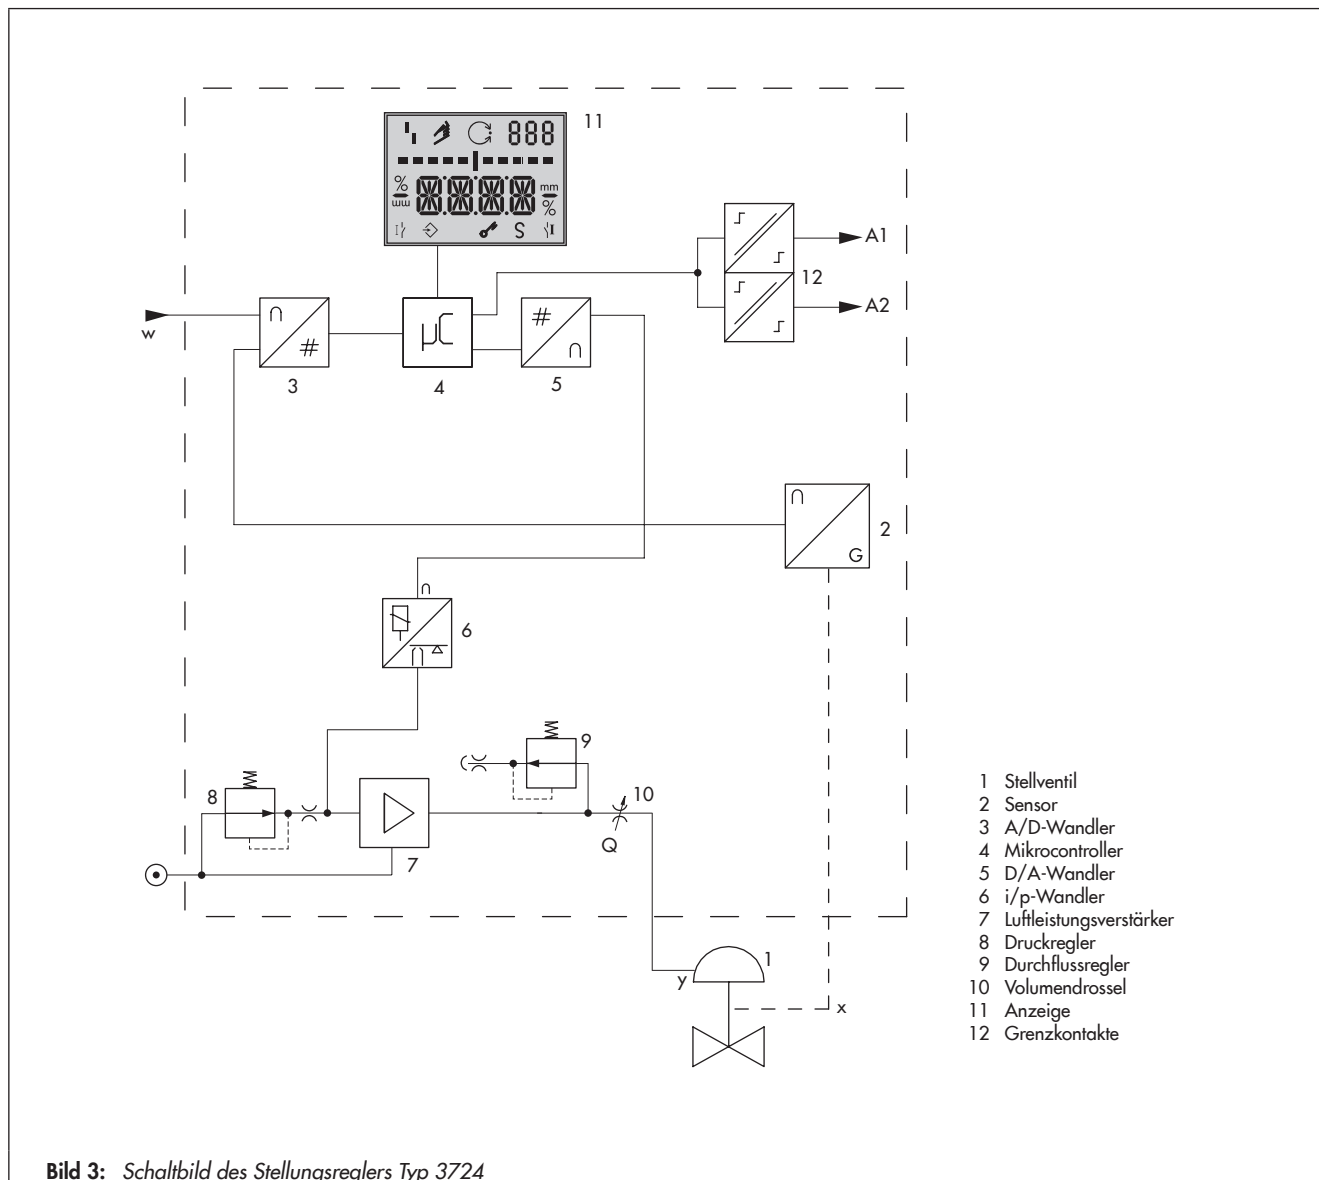 11
888
%
mm
mm
%
S
A1
12
A2
w
∩
#
3
µC
4
#
∩
5
∩
G
2
∩
6
8
9
10
Q
7
1
y
x
1 Stellventil
2 Sensor
3 A/D-Wandler
4 Mikrocontroller
5 D/A-Wandler
6 i/p-Wandler
7 Luftleistungsverstärker
8 Druckregler
9 Durchflussregler
10 Volumendrossel
11 Anzeige
12 Grenzkontakte
Bild 3: Schaltbild des Stellungsreglers Typ 3724